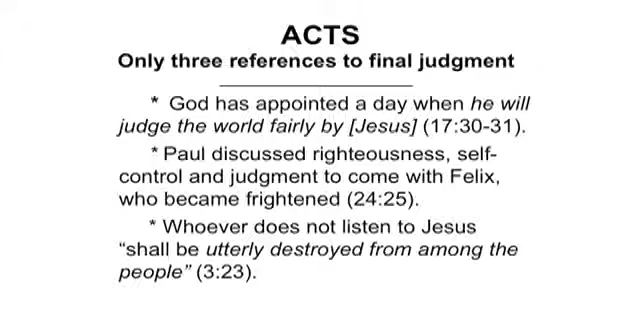 ACTS
Only three references to final judgment
* God has appointed a day when he will
judge the world fairly by [Jesus] (17:30-31).
* Paul discussed righteousness, self-
control and judgment to come with Felix,
who became frightened (24:25).
* Whoever does not listen to Jesus
“shall be utterly destroyed from among the
people” (3:23).